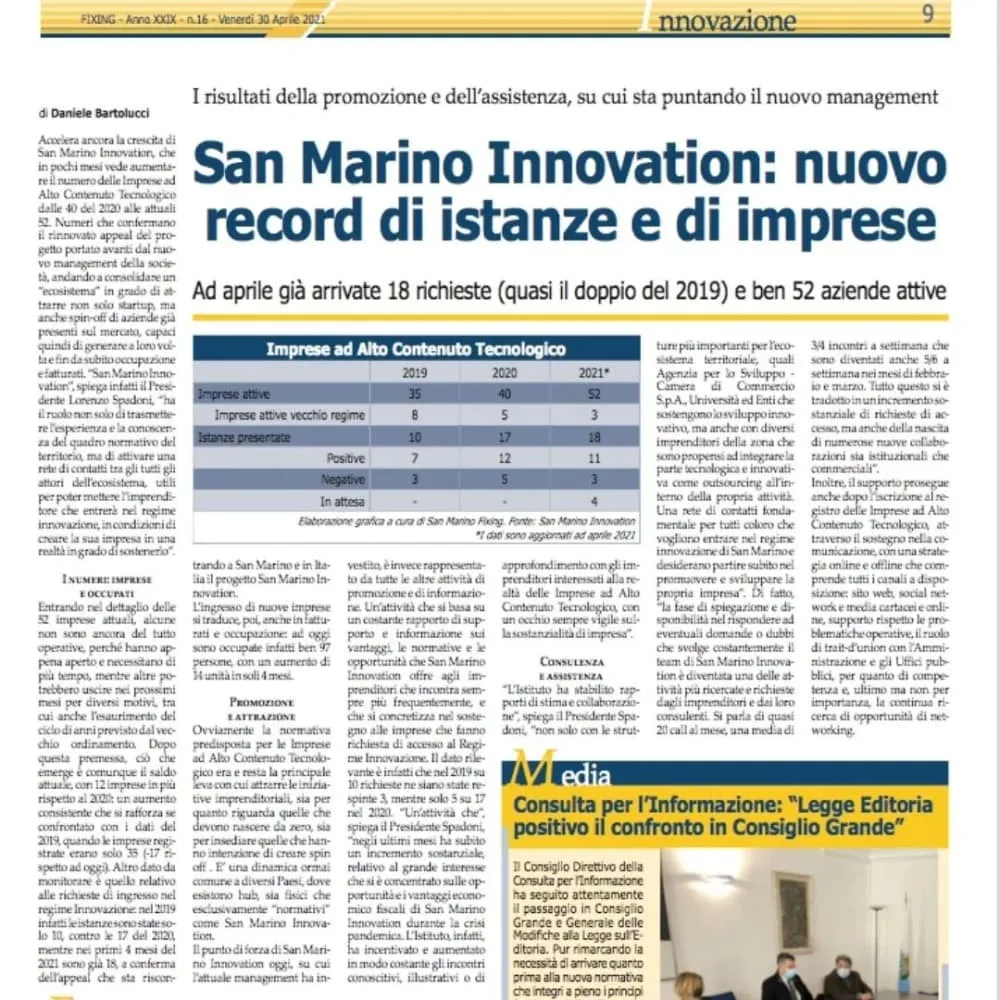 FIXING - Anno XXIX - n.16 - Venerdì 30 Aprile 2021
Innovazione
9
I risultati della promozione e dell'assistenza, su cui sta puntando il nuovo management
San Marino Innovation: nuovo
record di istanze e di imprese
Ad aprile già arrivate 18 richieste (quasi il doppio del 2019) e ben 52 aziende attive
di Daniele Bartolucci
Accelera ancora la crescita di
San Marino Innovation, che
in pochi mesi vede aumenta-
re il numero delle Imprese ad
Alto Contenuto Tecnologico
dalle 40 del 2020 alle attuali
52. Numeri che confermano
il rinnovato appeal del pro-
getto portato avanti dal nuo-
vo management della socie-
tà, andando a consolidare un
"ecosistema" in grado di at-
trarre non solo startup, ma
anche spin-off di aziende già
presenti sul mercato, capaci
quindi di generare a loro vol-
ta e fin da subito occupazione
e fatturati. "San Marino Inno-
vation", spiega infatti il Presi-
dente Lorenzo Spadoni, "ha
il ruolo non solo di trasmette-
re l'esperienza e la conoscen-
za del quadro normativo del
territorio, ma di attivare una
rete di contatti tra gli tutti gli
attori dell'ecosistema, utili
per poter mettere l'imprendi-
tore che entrerà nel regime
innovazione, in condizioni di
creare la sua impresa in una
realtà in grado di sostenerlo".
I NUMERI: IMPRESE
E OCCUPATI
Entrando nel dettaglio delle
52 imprese attuali, alcune
non sono ancora del tutto
operative, perché hanno ap-
pena aperto e necessitano di
più tempo, mentre altre po-
trebbero uscire nei prossimi
mesi per diversi motivi, tra
cui anche l'esaurimento del
ciclo di anni previsto dal vec-
chio ordinamento. Dopo
questa premessa, ciò che
emerge è comunque il saldo
attuale, con 12 imprese in più
rispetto al 2020: un aumento
consistente che si rafforza se
confrontato con i dati del
2019, quando le imprese regi-
strate erano solo 35 (-17 ri-
spetto ad oggi). Altro dato da
monitorare è quello relativo
alle richieste di ingresso nel
regime Innovazione: nel 2019
infatti le istanze sono state so-
lo 10, contro le 17 del 2020,
mentre nei primi 4 mesi del
2021 sono già 18, a conferma
dell'appeal che sta riscon-
Imprese ad Alto Contenuto Tecnologico
2019 2020 2021*
Imprese attive 35 40 52
Imprese attive vecchio regime 8 5 3
Istanze presentate 10 17 18
Positive 7 12 11
Negative 3 5 3
In attesa - - 4
Elaborazione grafica a cura di San Marino Fixing. Fonte: San Marino Innovation
*I dati sono aggiornati ad aprile 2021
trando a San Marino e in Ita-
lia il progetto San Marino In-
novation.
L'ingresso di nuove imprese
si traduce, poi, anche in fattu-
rati e occupazione: ad oggi
sono occupate infatti ben 97
persone, con un aumento di
14 unità in soli 4 mesi.
PROMOZIONE
E ATTRAZIONE
Ovviamente la normativa
predisposta per le Imprese
ad Alto Contenuto Tecnolo-
gico era e resta la principale
leva con cui attrarre le inizia-
tive imprenditoriali, sia per
quanto riguarda quelle che
devono nascere da zero, sia
per insediare quelle che han-
no intenzione di creare spin
off . E' una dinamica ormai
comune a diversi Paesi, dove
esistono hub, sia fisici che
esclusivamente "normativi"
come San Marino Innova-
tion.
Il punto di forza di San Mari-
no Innovation oggi, su cui
l'attuale management ha in-
vestito, è invece rappresenta-
to da tutte le altre attività di
promozione e di informazio-
ne. Un'attività che si basa su
un costante rapporto di sup-
porto e informazione sui
vantaggi, le normative e le
opportunità che San Marino
Innovation offre agli im-
prenditori che incontra sem-
pre più frequentemente, e
che si concretizza nel soste-
gno alle imprese che fanno
richiesta di accesso al Regi-
me Innovazione. Il dato rile-
vante è infatti che nel 2019 su
10 richieste ne siano state re-
spinte 3, mentre solo 5 su 17
nel 2020. "Un'attività che",
spiega il Presidente Spadoni,
"negli ultimi mesi ha subito
un incremento sostanziale,
relativo al grande interesse
che si è concentrato sulle op-
portunità e vantaggi econo-
mico fiscali di San Marino
Innovation durante la crisi
pandemica. L'Istituto, infatti,
ha incentivato e aumentato
in modo costante gli incontri
conoscitivi, illustrativi o di
approfondimento con gli im-
prenditori interessati alla re-
altà delle Imprese ad Alto
Contenuto Tecnologico, con
un occhio sempre vigile sul-
la sostanzialità di impresa".
CONSULENZA
E ASSISTENZA
"L'Istituto ha stabilito rap-
porti di stima e collaborazio-
ne", spiega il Presidente Spa-
doni, "non solo con le strut-
ture più importanti per l'eco-
sistema territoriale, quali
Agenzia per lo Sviluppo -
Camera di Commercio
S.p.A., Università ed Enti che
sostengono lo sviluppo inno-
vativo, ma anche con diversi
imprenditori della zona che
sono propensi ad integrare la
parte tecnologica e innovati-
va come outsourcing all'in-
terno della propria attività.
Una rete di contatti fonda-
mentale per tutti coloro che
vogliono entrare nel regime
innovazione di San Marino e
desiderano partire subito nel
promuovere e sviluppare la
propria impresa". Di fatto,
"la fase di spiegazione e di-
sponibilità nel rispondere ad
eventuali domande o dubbi
che svolge costantemente il
team di San Marino Innova-
tion è diventata una delle at-
tività più ricercate e richieste
dagli imprenditori e dai loro
consulenti. Si parla di quasi
20 call al mese, una media di
3/4 incontri a settimana che
sono diventati anche 5/6 a
settimana nei mesi di febbra-
io e marzo. Tutto questo si è
tradotto in un incremento so-
stanziale di richieste di ac-
cesso, ma anche della nascita
di numerose nuove collabo-
razioni sia istituzionali che
commerciali".
Inoltre, il supporto prosegue
anche dopo l'iscrizione al re-
gistro delle Imprese ad Alto
Contenuto Tecnologico, at-
traverso il sostegno nella co-
municazione, con una strate-
gia online e offline che com-
prende tutti i canali a dispo-
sizione: sito web, social net-
work e media cartacei e onli-
ne, supporto rispetto le pro-
blematiche operative, il ruolo
di trait-d'union con l'Ammi-
nistrazione e gli Uffici pub-
blici, per quanto di compe-
tenza e, ultimo ma non per
importanza, la continua ri-
cerca di opportunità di net-
working.
Media
Consulta per l'Informazione: "Legge Editoria
positivo il confronto in Consiglio Grande"
Il Consiglio Direttivo della
Consulta per l'Informazione
ha seguito attentamente
il passaggio in Consiglio
Grande e Generale delle
Modifiche alla Legge sull'E-
ditoria. Pur rimarcando la
necessità di arrivare quanto
prima alla nuova normativa
che integri a pieno i principi